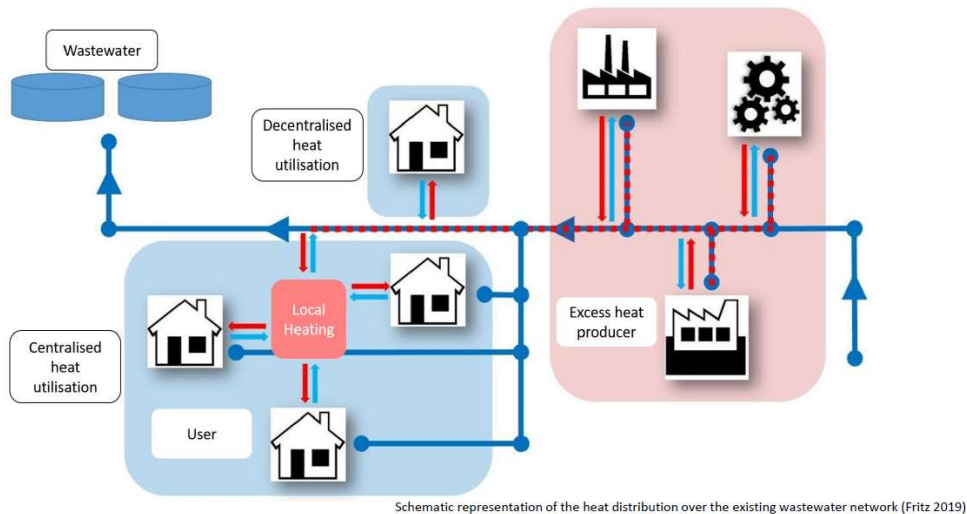 Wastewater
Decentralised
heat
utilisation
Local
Heating
Excess heat
producer
Centralised
heat
utilisation
User
Schematic representation of the heat distribution over the existing wastewater network (Fritz 2019)